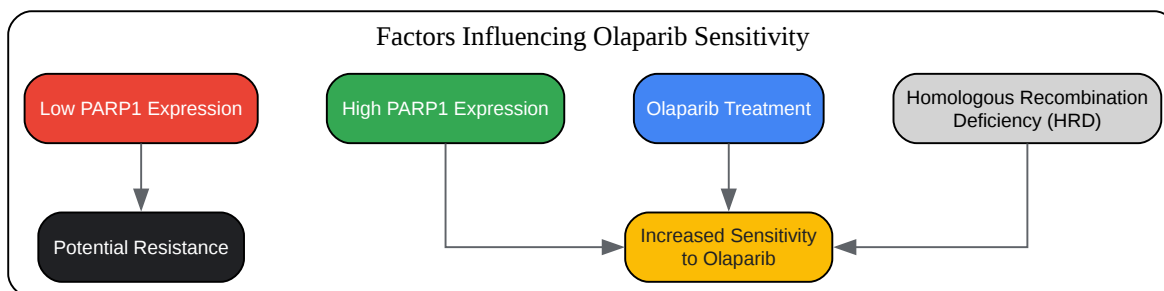 Factors Influencing Olaparib Sensitivity
Low PARP1 Expression
High PARP1 Expression
Olaparib Treatment
Homologous Recombination
Deficiency (HRD)
Potential Resistance
Increased Sensitivity
to Olaparib